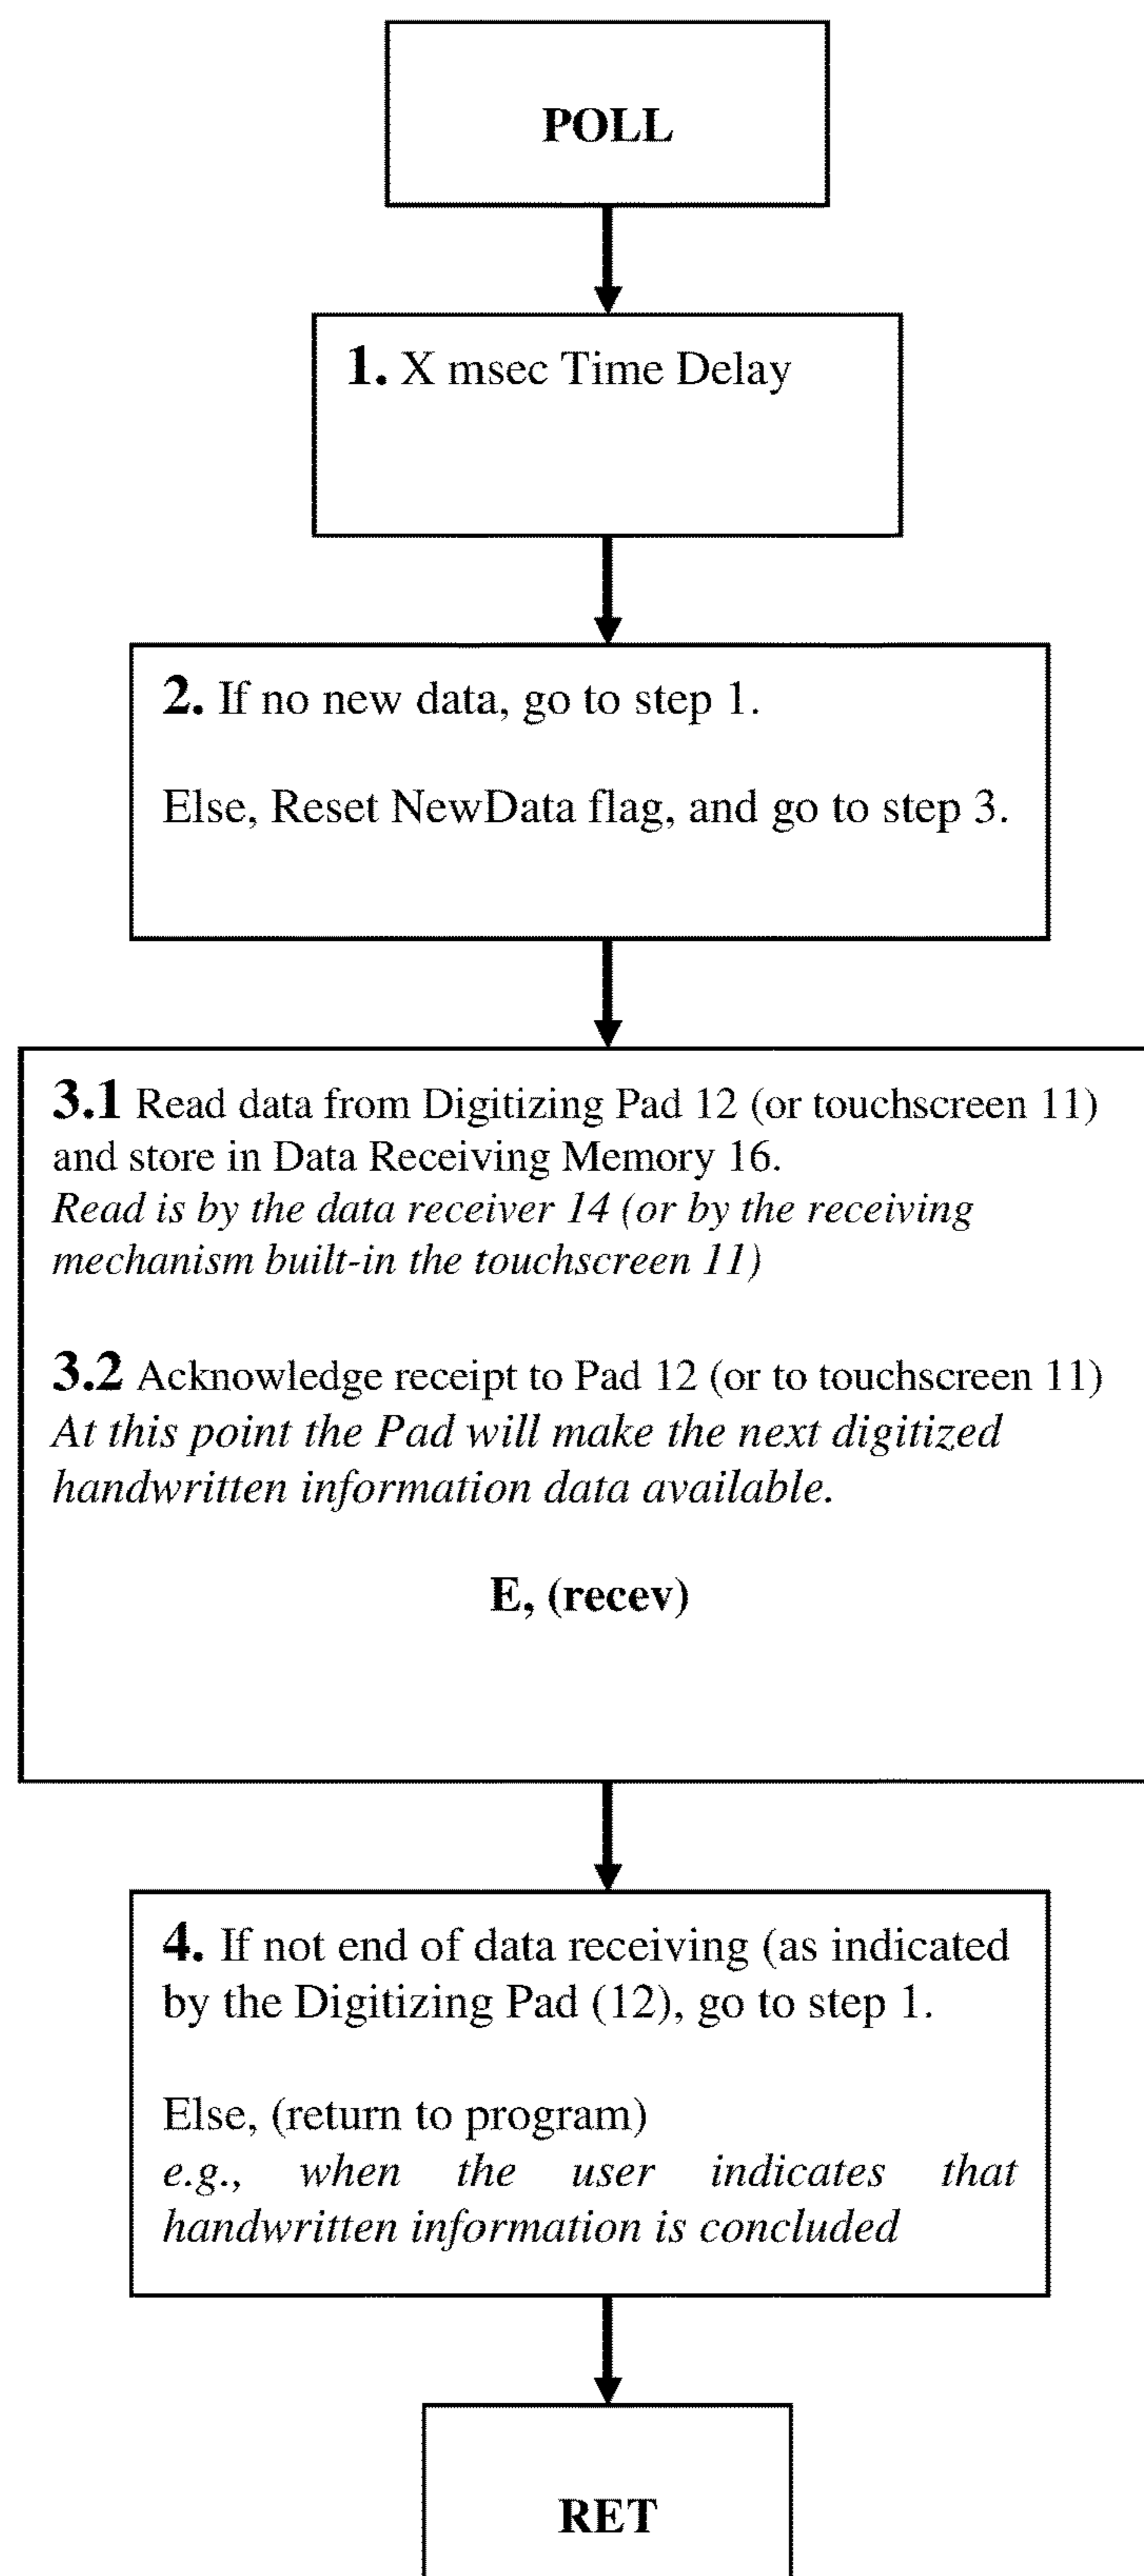 POLL
1. X msec Time Delay
2. If no new data, go to step 1.
Else, Reset NewData flag, and go to step 3.
3.1 Read data from Digitizing Pad 12 (or touchscreen 11)
and store in Data Receiving Memory 16.
Read is by the data receiver 14 (or by the receiving
mechanism built-in the touchscreen 11)
3.2 Acknowledge receipt to Pad 12 (or to touchscreen 11)
At this point the Pad will make the next digitized
handwritten information data available.
E, (recev)
4. If not end of data receiving (as indicated
by the Digitizing Pad (12), go to step 1.
Else, (return to program)
e.g., when the user indicates that
handwritten information is concluded
RET